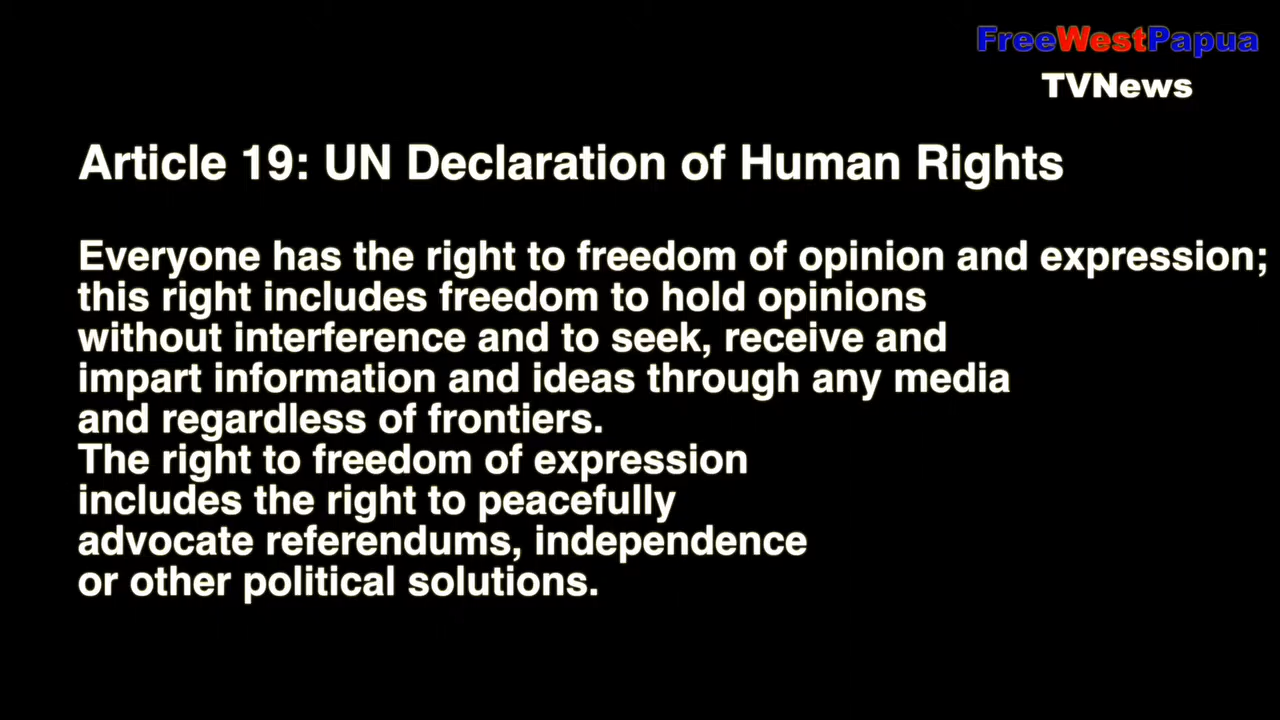 FreeWestPapua
TVNews
Article 19: UN Declaration of Human Rights
Everyone has the right to freedom of opinion and expression;
this right includes freedom to hold opinions
without interference and to seek, receive and
impart information and ideas through any media
and regardless of frontiers.
The right to freedom of expression
includes the right to peacefully
advocate referendums, independence
or other political solutions.